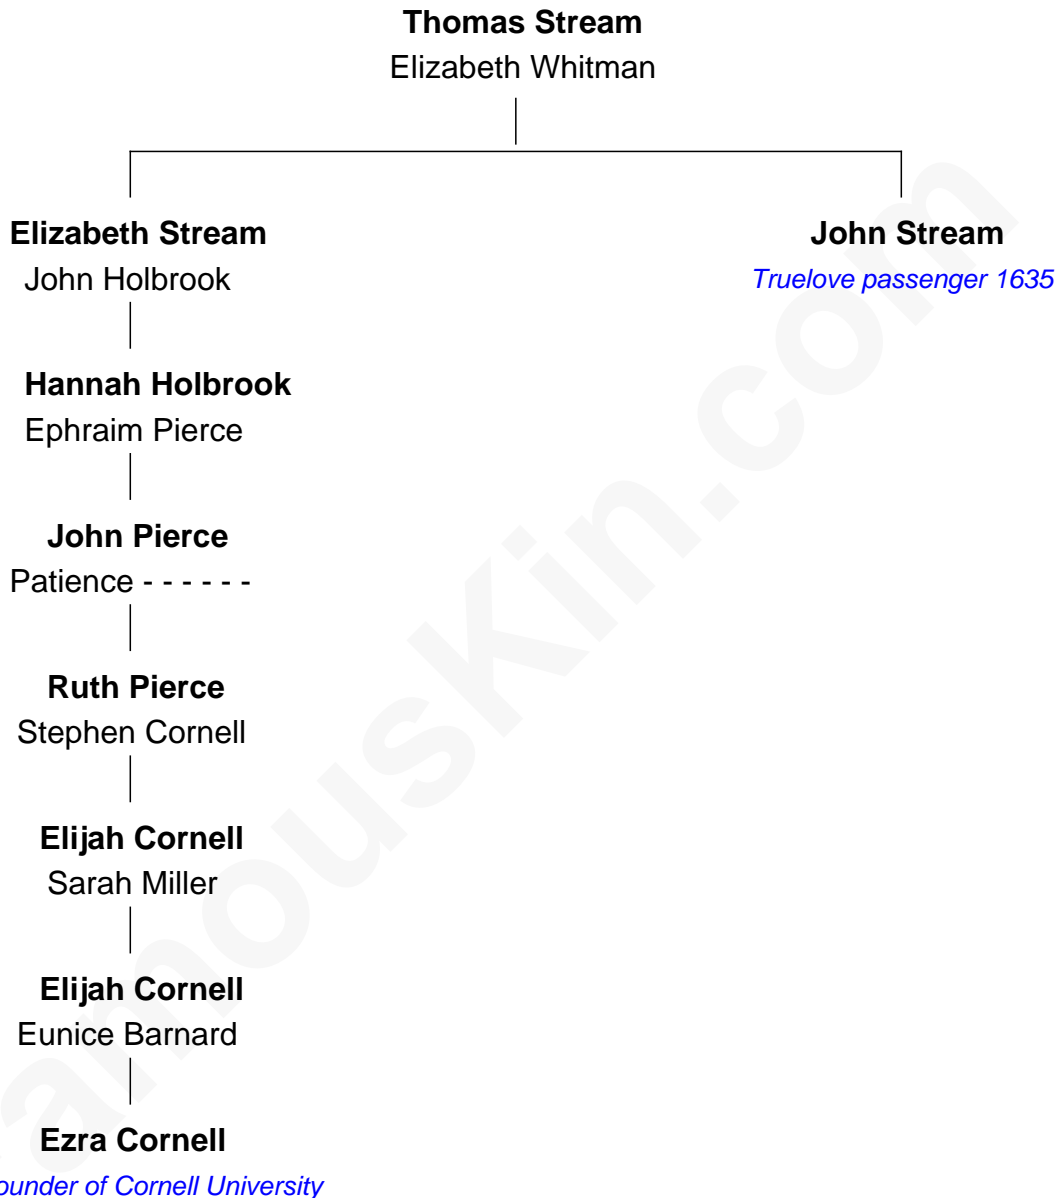 Thomas Stream
Elizabeth Whitman
Elizabeth Stream
John Holbrook
John Stream
Truelove passenger 1635
Hannah Holbrook
Ephraim Pierce
John Pierce
Patience - - - - - -
Ruth Pierce
Stephen Cornell
Elijah Cornell
Sarah Miller
Elijah Cornell
Eunice Barnard
Ezra Cornell
ounder of Cornell University
amouskin.com